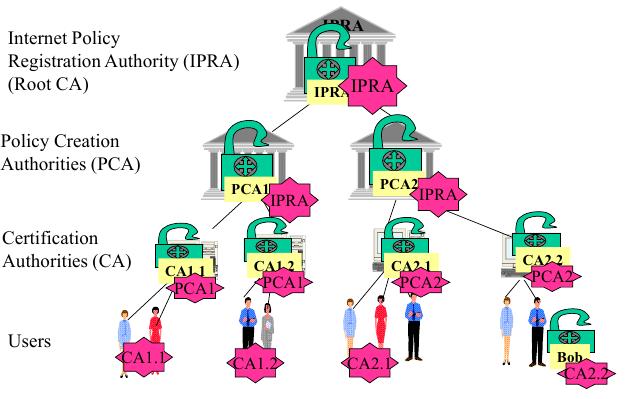 IPRA
Internet Policy
Registration Authority (IPRA)
(Root CA)
IPRA
IPRA
Policy Creation
Authorities (PCA)
PCA1
IPRA
PCA2
IPRA
Certification
Authorities (CA)
CA1.1
PCA1
CA1.2
PCA1
CA2.1
PCA2
CA2.2
PCA2
Users
CA1.1
CA1.2
CA2.1
Bob
CA2.2